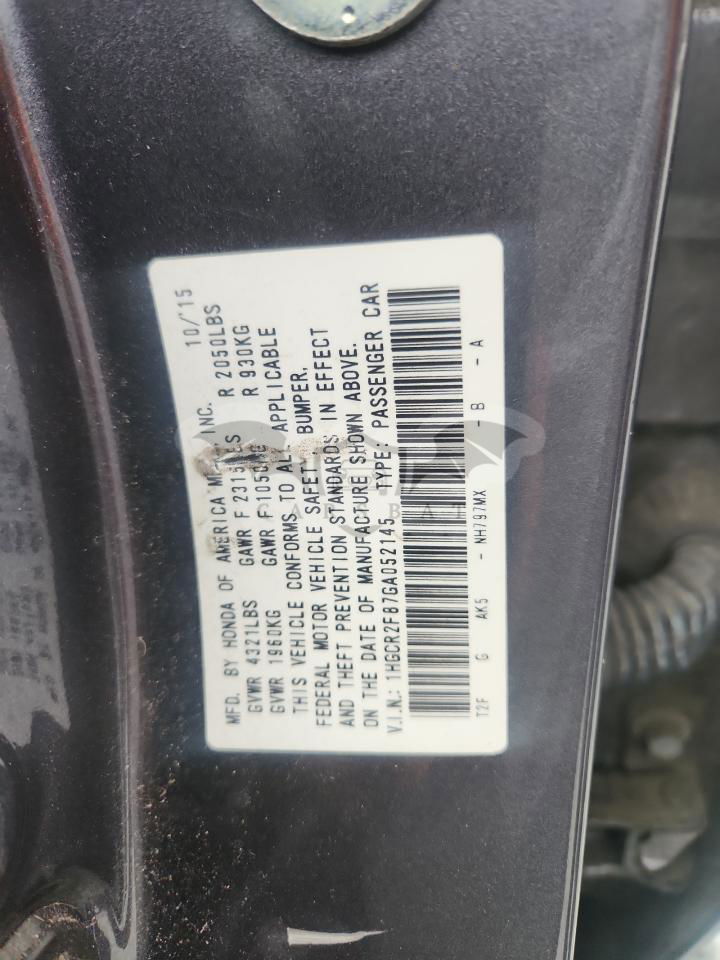 MFD. BY HONDA OF AMERICA MFG., INC. 10/'15
GVWR 4321LBS GAWR F 2315LBS R 2050LBS
GVWR 1960KG GAWR F 1050KG R 930KG
THIS VEHICLE CONFORMS TO ALL APPLICABLE
FEDERAL MOTOR VEHICLE SAFETY, BUMPER,
AND THEFT PREVENTION STANDARDS IN EFFECT
ON THE DATE OF MANUFACTURE SHOWN ABOVE.
V.I.N.: 1HGCR2F87GA052145 TYPE: PASSENGER CAR
T2F G AK5 - NH797MX - B - A